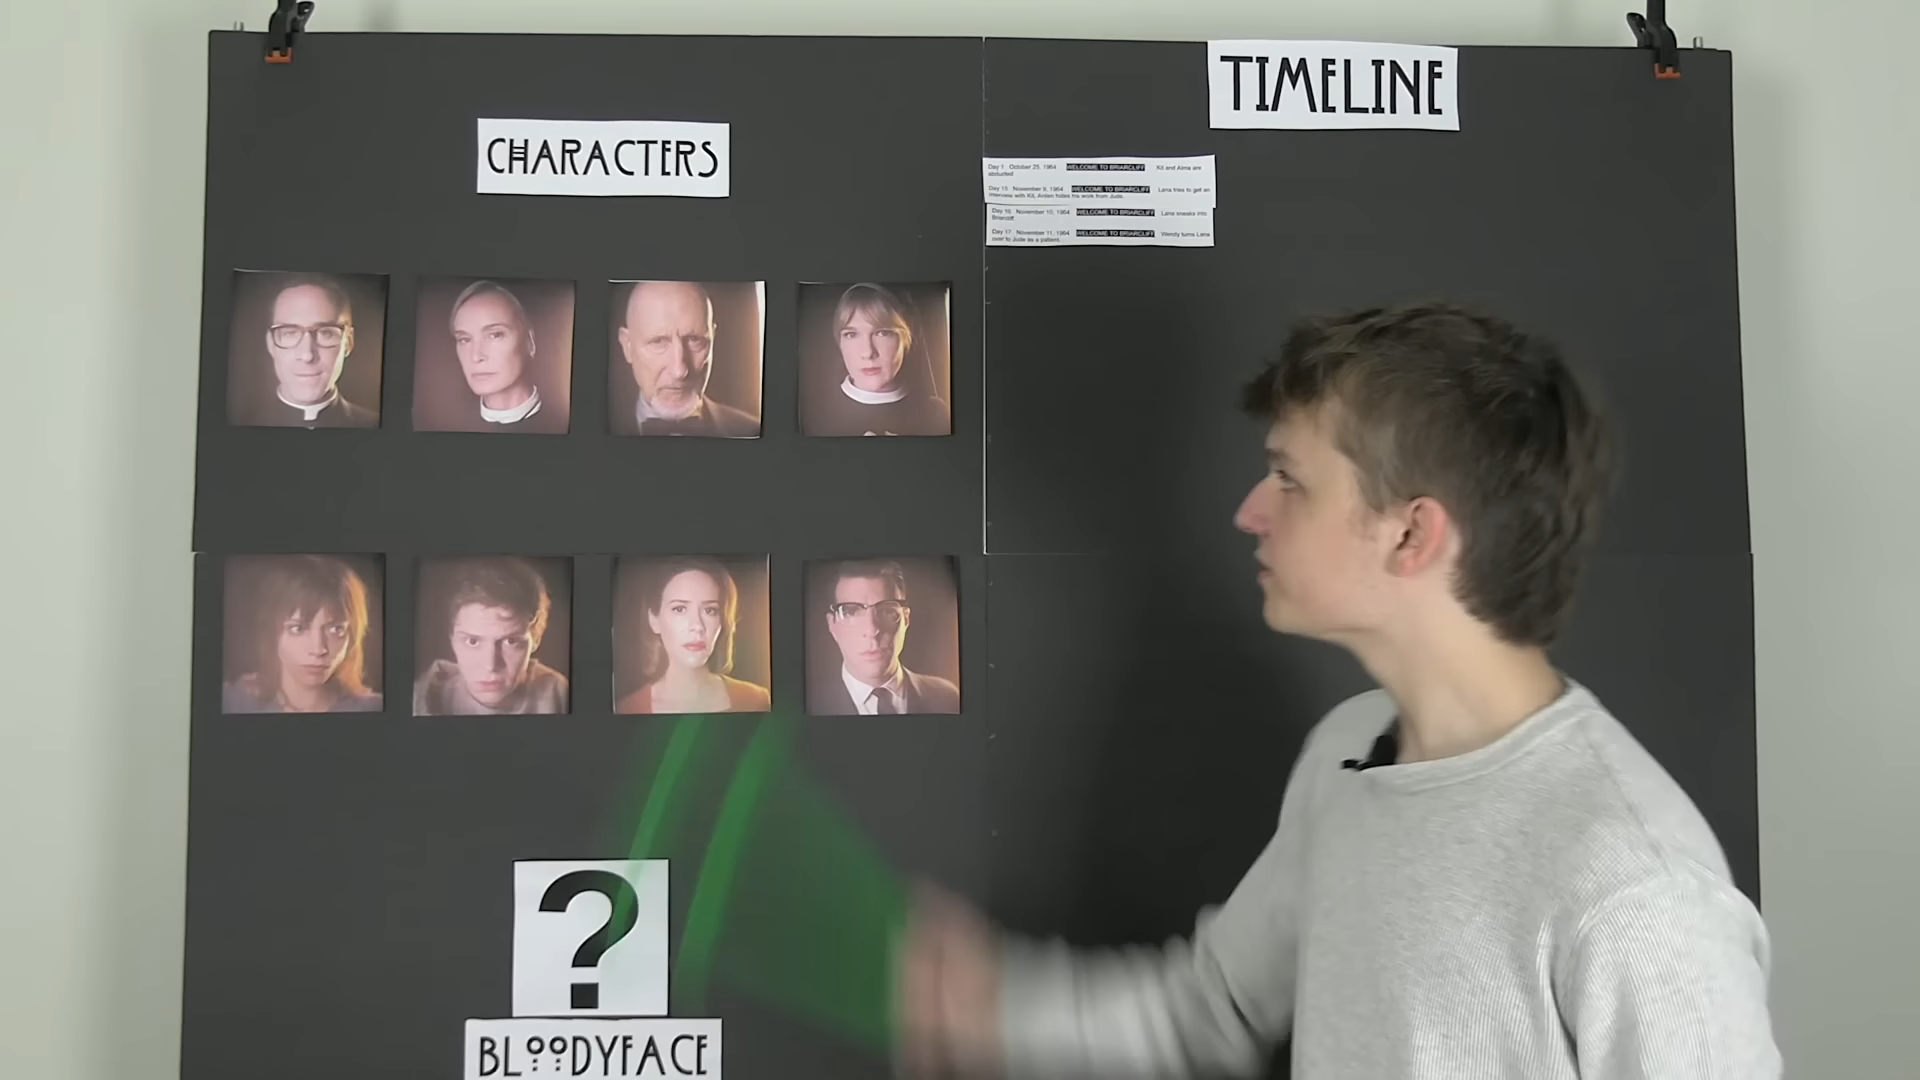 CHARACTERS
TIMELINE
Day 1 October 25, 1964 WELCOME TO BRIARCLIFF Kit and Alma are
abducted
Day 15 November 9, 1964 WELCOME TO BRIARCLIFF Lana tries to get an
interview with Kit, Arden hides his work from Jude.
Day 16 November 10, 1964 WELCOME TO BRIARCLIFF Lana sneaks into
Briarcliff
Day 17 November 11, 1964 WELCOME TO BRIARCLIFF Wendy turns Lana
over to Jude as a patient.
?
BLOODYFACE